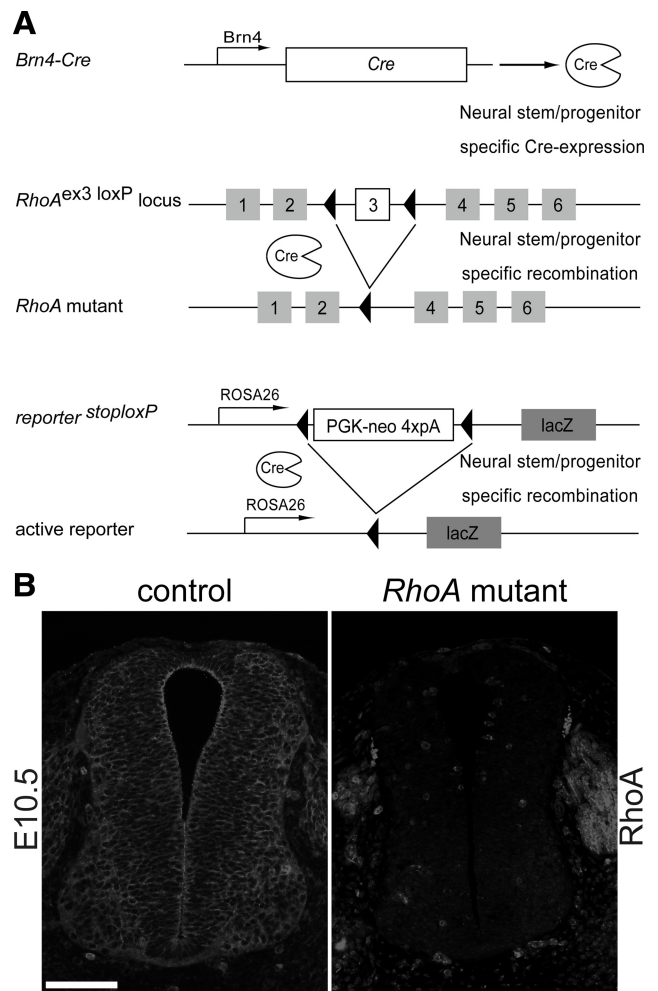 A
Brn4-Cre
Brn4
Cre
Cre
Neural stem/progenitor
specific Cre-expression
RhoAex3 loxP locus
1 2 3 4 5 6
Cre
Neural stem/progenitor
specific recombination
RhoA mutant
1 2 4 5 6
ROSA26
reporter stoploxP
PGK-neo 4xpA
lacZ
Cre
Neural stem/progenitor
specific recombination
ROSA26
active reporter
lacZ
B
control
RhoA mutant
E10.5
RhoA